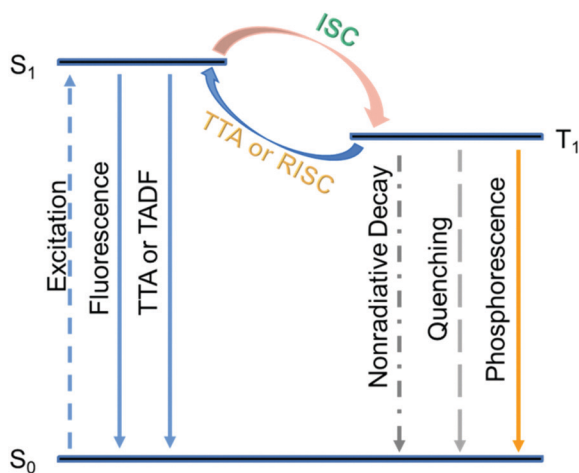 ISC
S1
TTA or RISC
T1
Excitation
Fluorescence
TTA or TADF
Nonradiative Decay
Quenching
Phosphorescence
S0